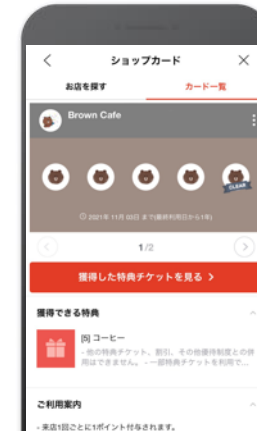 ショップカード
お店を探す
カード一覧
Brown Cafe
CLEAR
2021年 11月 03日 まで(最終利用日から1年)
1/2
獲得した特典チケットを見る
獲得できる特典
[5] コーヒー
- 他の特典チケット、割引、その他優待制度との併
用はできません。 - 一部特典チケットを利用で...
ご利用案内
- 来店1回ごとに1ポイント付与されます。